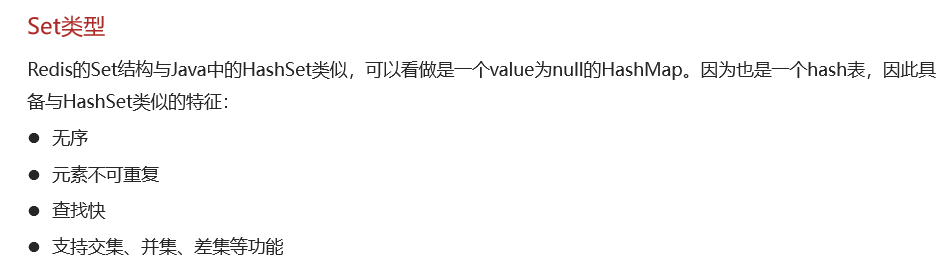 Set类型
Redis的Set结构与Java中的HashSet类似，可以看做是一个value为null的HashMap。因为也是一个hash表，因此具
备与HashSet类似的特征：
● 无序
● 元素不可重复
● 查找快
● 支持交集、并集、差集等功能